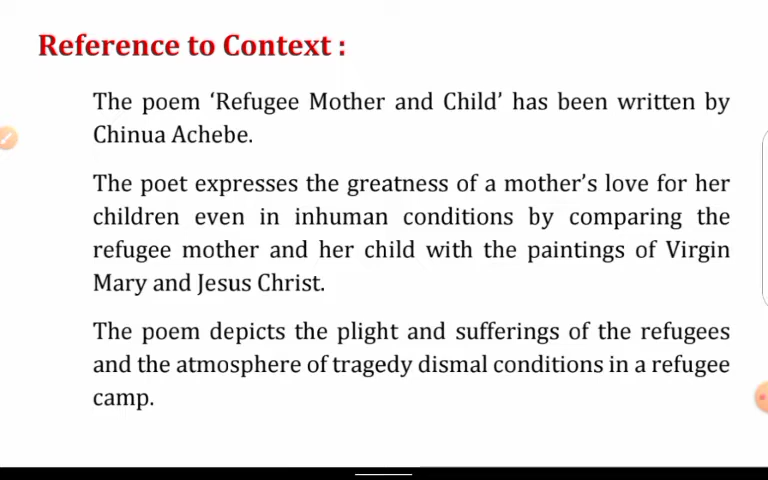 Reference to Context :
The poem ‘Refugee Mother and Child’ has been written by
Chinua Achebe.
The poet expresses the greatness of a mother’s love for her
children even in inhuman conditions by comparing the
refugee mother and her child with the paintings of Virgin
Mary and Jesus Christ.
The poem depicts the plight and sufferings of the refugees
and the atmosphere of tragedy dismal conditions in a refugee
camp.